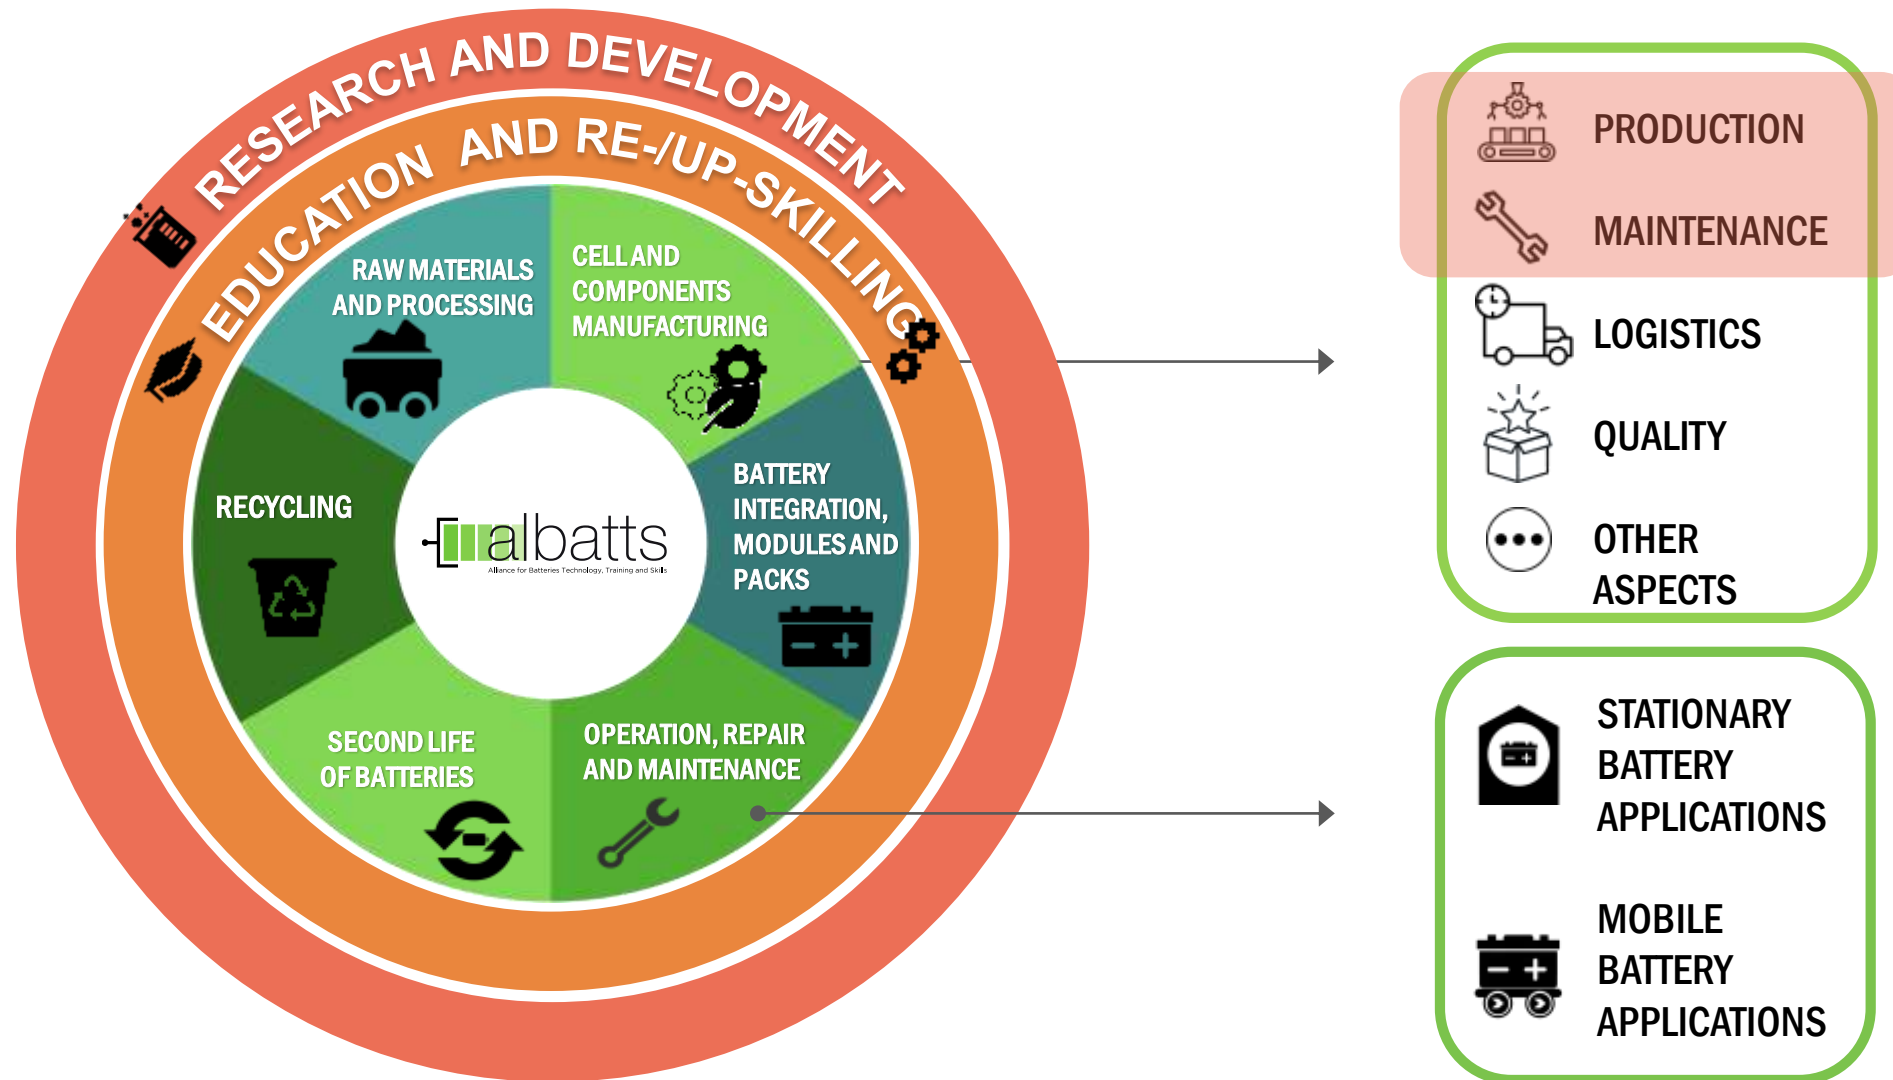 RESEARCH AND DEVELOPMENT
EDUCATION AND RE-/UP-SKILLING
RAW MATERIALS
AND PROCESSING
CELL AND
COMPONENTS
MANUFACTURING
BATTERY
INTEGRATION,
MODULES AND
PACKS
OPERATION, REPAIR
AND MAINTENANCE
SECOND LIFE
OF BATTERIES
RECYCLING
albatts
Alliance for Batteries Technology, Training and Skills
PRODUCTION
MAINTENANCE
LOGISTICS
QUALITY
OTHER
ASPECTS
STATIONARY
BATTERY
APPLICATIONS
MOBILE
BATTERY
APPLICATIONS